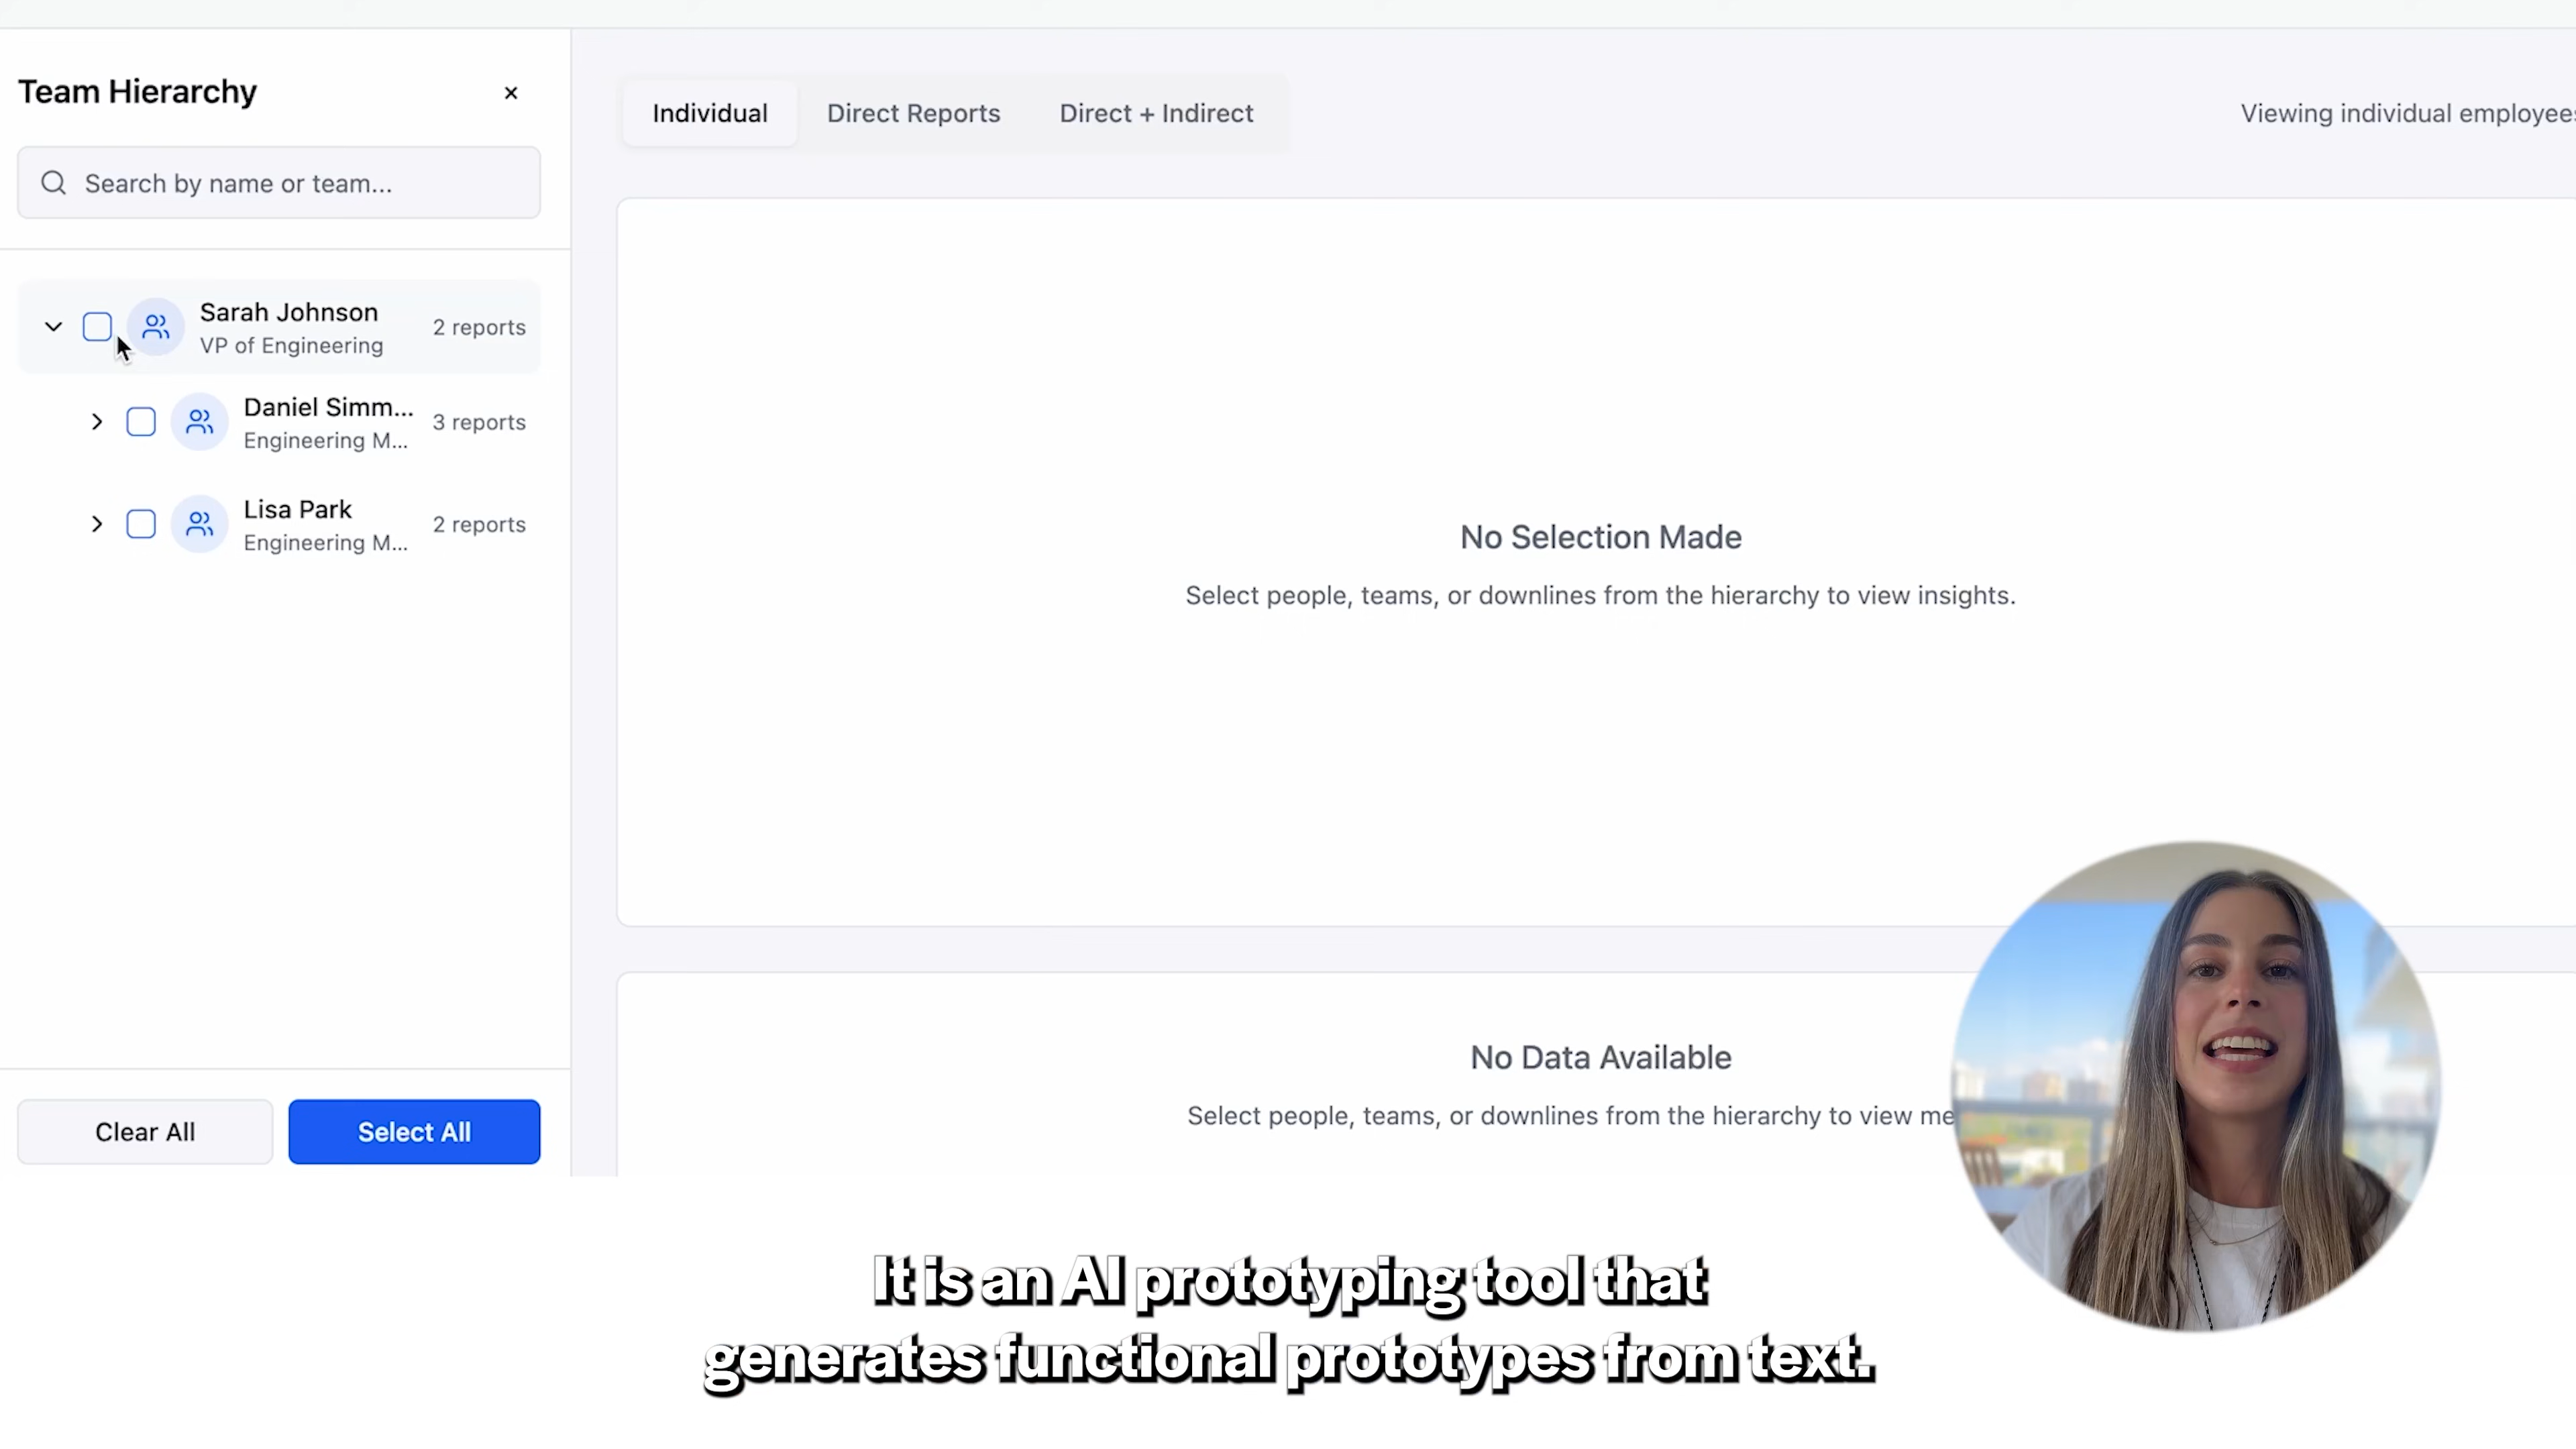 Team Hierarchy
Search by name or team...
Sarah Johnson
VP of Engineering
2 reports
Daniel Simm...
Engineering M...
3 reports
Lisa Park
Engineering M...
2 reports
Clear All
Select All
Individual
Direct Reports
Direct + Indirect
Viewing individual employees
No Selection Made
Select people, teams, or downlines from the hierarchy to view insights.
No Data Available
Select people, teams, or downlines from the hierarchy to view me
It is an AI prototyping tool that
generates functional prototypes from text.